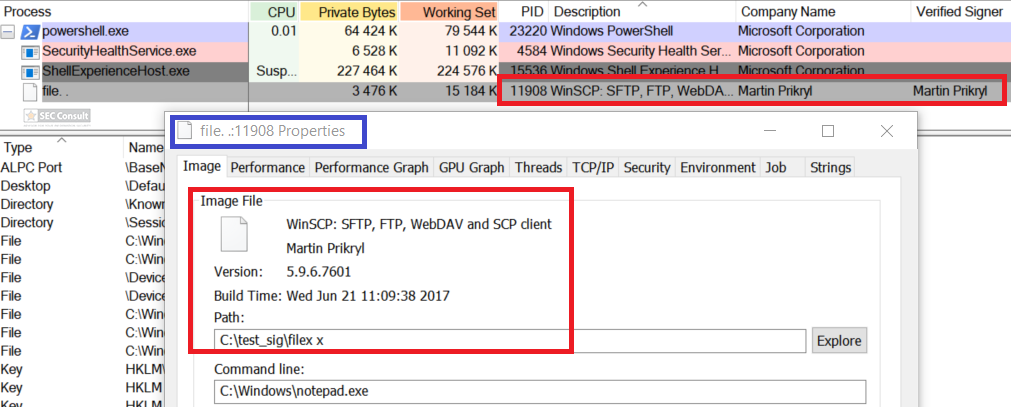 Process CPU Private Bytes Working Set PID Description Company Name Verified Signer
powershell.exe 0.01 64 424 K 79 544 K 23220 Windows PowerShell Microsoft Corporation
SecurityHealthService.exe 6 528 K 11 092 K 4584 Windows Security Health Ser... Microsoft Corporation
ShellExperienceHost.exe Susp... 227 464 K 224 576 K 15536 Windows Shell Experience H Microsoft Corporation
file. . 3 476 K 15 184 K 11908 WinSCP: SFTP, FTP, WebDA... Martin Prikryl Martin Prikryl
SEC Consult
file. .:11908 Properties
Type Name
ALPC Port \BaseN
Desktop \Defau
Directory \Known
Directory \Sessio
File C:\Win
File C:\Win
File \Device
File \Device
File C:\Win
File C:\Win
File C:\Win
Key HKLM\
Key HKLM
Key HKLM
Image Performance Performance Graph GPU Graph Threads TCP/IP Security Environment Job Strings
Image File
WinSCP: SFTP, FTP, WebDAV and SCP client
Martin Prikryl
Version: 5.9.6.7601
Build Time: Wed Jun 21 11:09:38 2017
Path:
C:\test_sig\filex x
Explore
Command line:
C:\Windows\notepad.exe